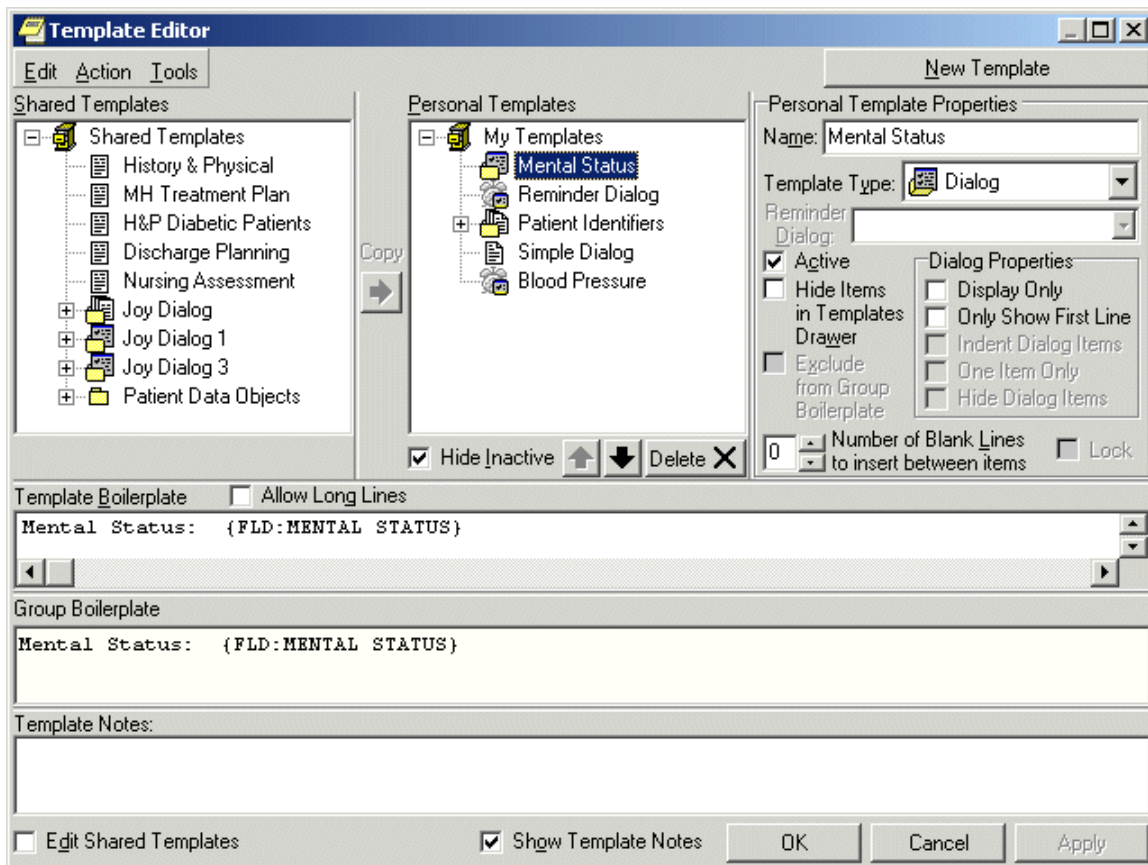 Template Editor
Edit Action Tools
New Template
Shared Templates
Shared Templates
History & Physical
MH Treatment Plan
H&P Diabetic Patients
Discharge Planning
Nursing Assessment
Joy Dialog
Joy Dialog 1
Joy Dialog 3
Patient Data Objects
Copy
Personal Templates
My Templates
Mental Status
Reminder Dialog
Patient Identifiers
Simple Dialog
Blood Pressure
Hide Inactive
Delete
Personal Template Properties
Name: Mental Status
Template Type: Dialog
Reminder
Dialog:
Active
Hide Items
in Templates
Drawer
Exclude
from Group
Boilerplate
Dialog Properties
Display Only
Only Show First Line
Indent Dialog Items
One Item Only
Hide Dialog Items
0 Number of Blank Lines
to insert between items
Lock
Template Boilerplate Allow Long Lines
Mental Status: {FLD:MENTAL STATUS}
Group Boilerplate
Mental Status: {FLD:MENTAL STATUS}
Template Notes:
Edit Shared Templates Show Template Notes OK Cancel Apply